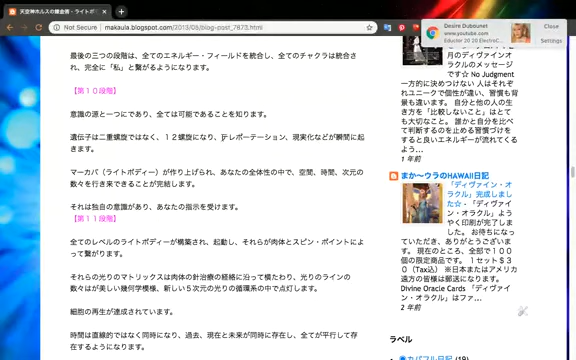 天空神ホルスの錬金術 - ライトボデ
Not Secure | makaula.blogspot.com/2013/05/blog-post_7873.html
Desire Dubounet
www.youtube.com
Educter 20 20 ElectroC...
Close
Settings
最後の三つの段階は、全てのエネルギー・フィールドを統合し、全てのチャクラは統合さ
れ、完全に「私」と繋がるようになります。
【第10段階】
意識の源と一つにであり、全ては可能であることを知ります。
遺伝子は二重螺旋ではなく、12螺旋になり、テレポーテーション、現実化などが瞬間に起
きます。
マーカバ（ライトボディー）が作り上げられ、あなたの全体性の中で、空間、時間、次元の
数々を行き来できることが完結します。
それは独自の意識があり、あなたの指示を受けます。
【第11段階】
全てのレベルのライトボディーが構築され、起動し、それらが肉体とスピン・ポイントによ
って繋がります。
それらの光りのマトリックスは肉体の針治療の経絡に沿って横たわり、光りのラインの
数々は美しい幾何学模様、新しい5次元の光りの循環系の中で点灯します。
細胞の再生が達成されています。
時間は直線的ではなく同時になり、過去、現在と未来が同時に存在し、全てが平行して存
在するようになります。
月のディヴァイン オ
ラクルのメッセージ
です☆ No Judgment
一方的に決めつけない 人はそれぞ
れユニークで個性が違い、習慣も背
景も違います。 自分と他の人の生
き方を「比較しないこと」はとて
も大切なこと。 誰かと自分を比べ
て判断するのを止める習慣づけを
すると良いエネルギーが流れてくる
よう...
1 年前
まか〜ウラのHAWAII日記
「ディヴァイン・オ
ラクル」完成しまし
た☆ - 「ディヴァイ
ン・オラクル」よう
やく印刷が完了しま
した。 お待たせになっ
ていただき、ありがとうございま
す。 現在のところ、全部で100
個の限定商品です。 1セット＄3
0（Tax込） ※日本またはアメリカ
遠方の皆様は郵送になります。
Divine Oracle Cards 「ディヴァイ
ン・オラクル」はファ...
2 年前
ラベル